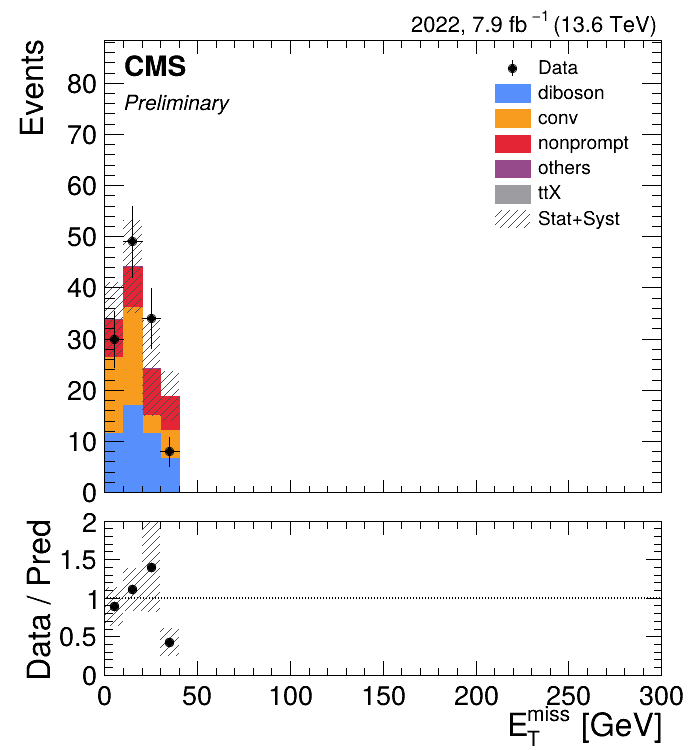 2022, 7.9 fb⁻¹ (13.6 TeV)
CMS
Preliminary
Events
80
70
60
50
40
30
20
10
0
Data
diboson
conv
nonprompt
others
ttX
Stat+Syst
Data / Pred
2
1.5
1
0.5
0
0 50 100 150 200 250 300
E_T^miss [GeV]